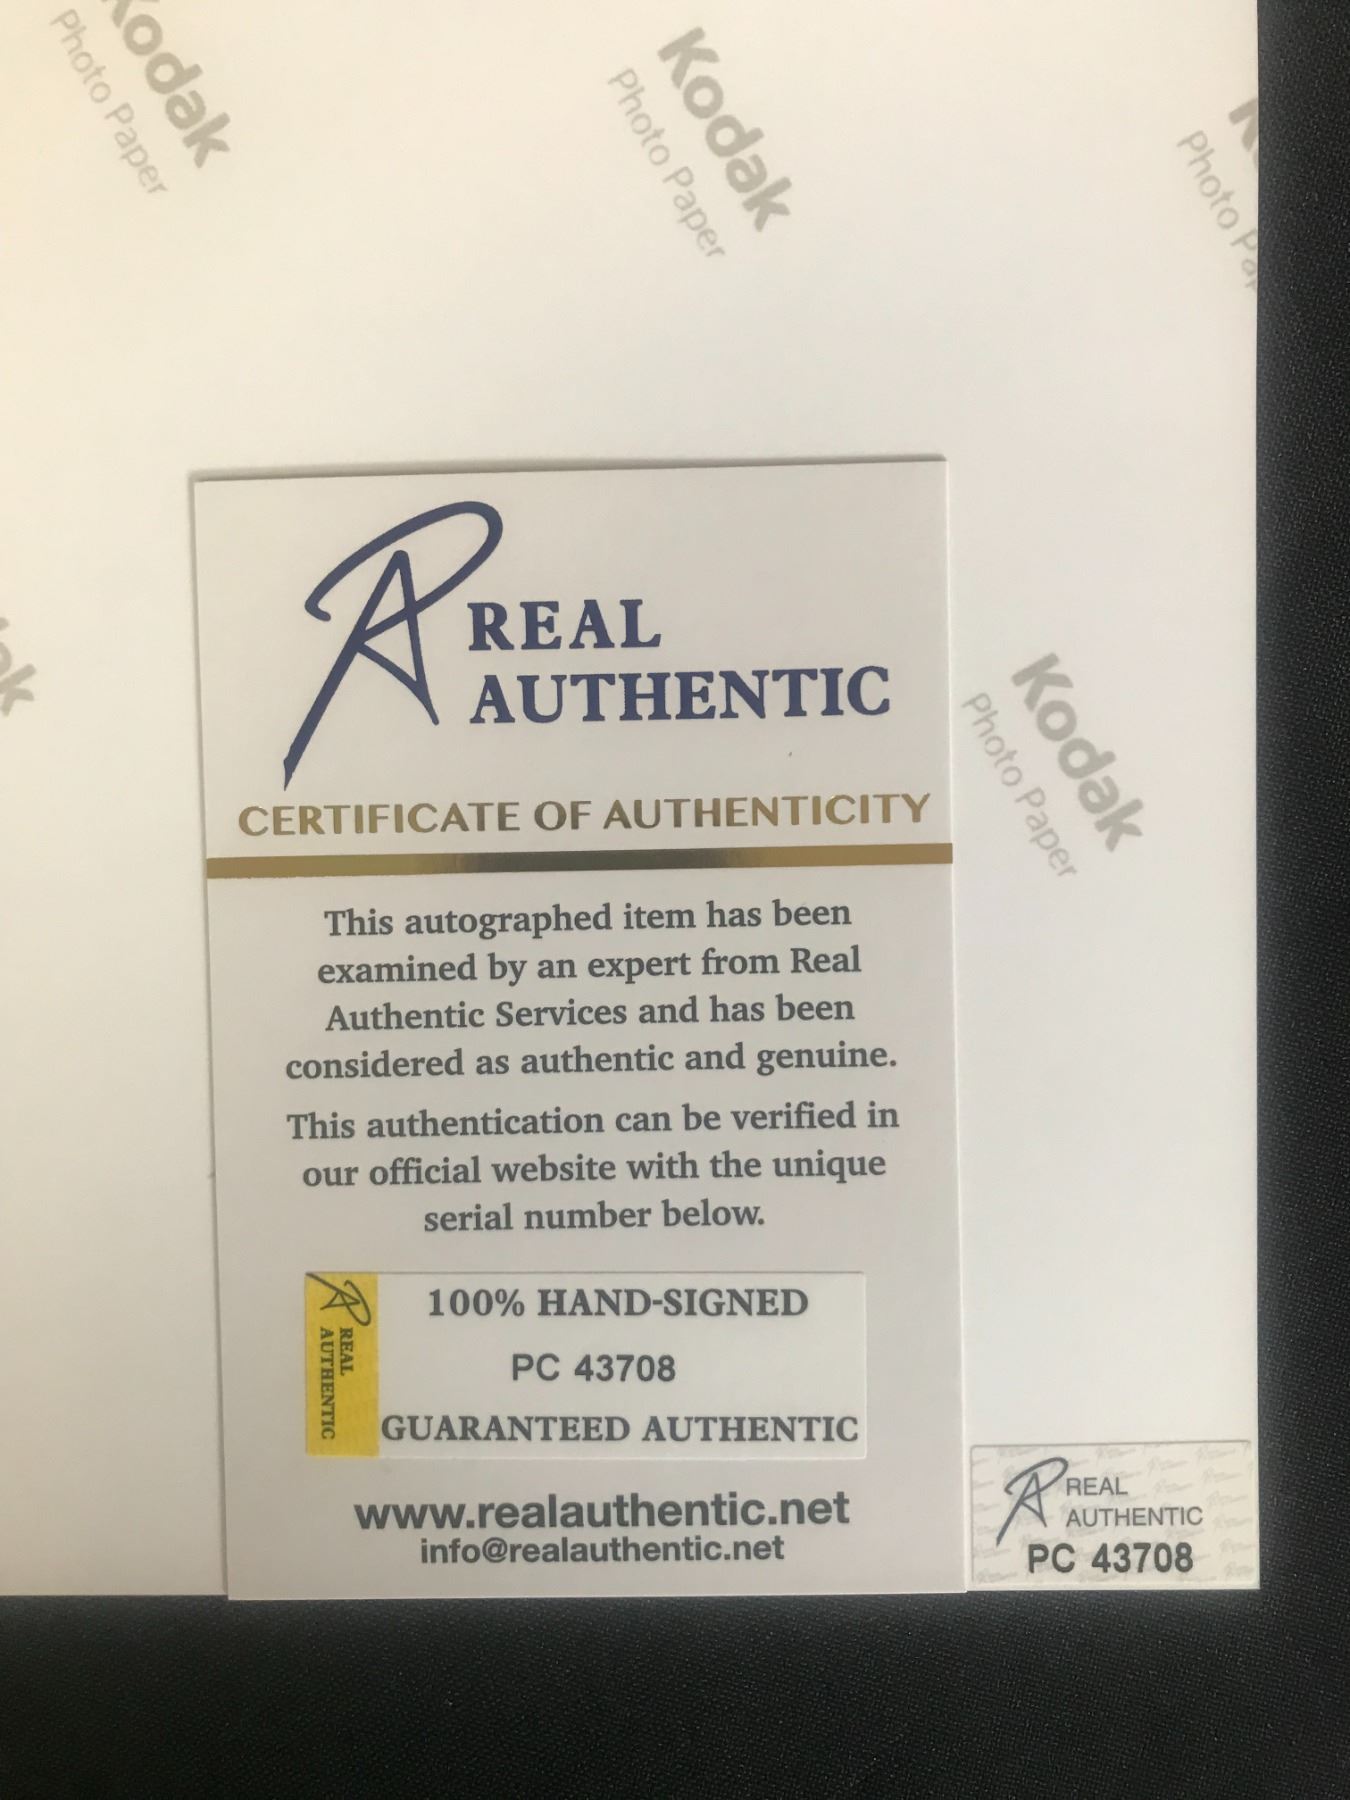 Kodak
Photo Paper
Kodak
Photo Paper
Photo Pa
REAL
AUTHENTIC
CERTIFICATE OF AUTHENTICITY
This autographed item has been
examined by an expert from Real
Authentic Services and has been
considered as authentic and genuine.
This authentication can be verified in
our official website with the unique
serial number below.
REAL
AUTHENTIC
100% HAND-SIGNED
PC 43708
GUARANTEED AUTHENTIC
www.realauthentic.net
info@realauthentic.net
Kodak
Photo Paper
REAL
AUTHENTIC
PC 43708